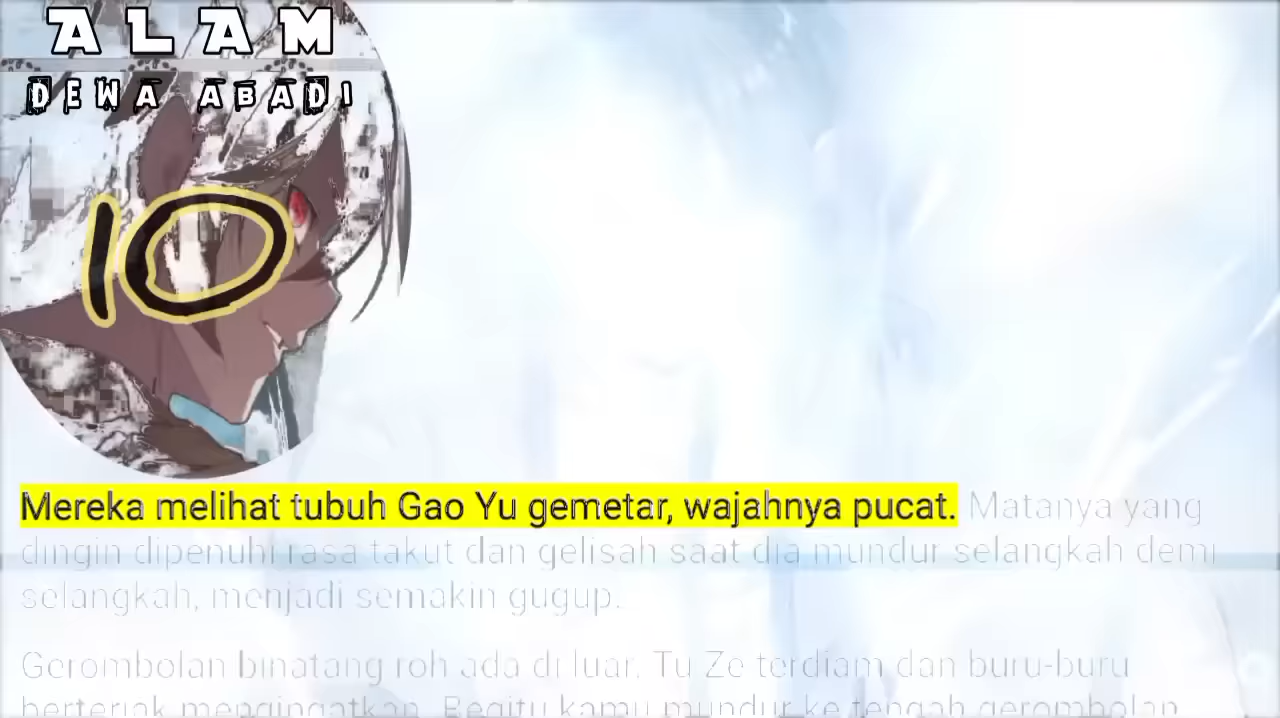 ALAM
DEWA ABADI
10
Mereka melihat tubuh Gao Yu gemetar, wajahnya pucat. Matanya yang
dingin dipenuhi rasa takut dan gelisah saat dia mundur selangkah demi
selangkah, menjadi semakin gugup.
Gerombolan binatang roh ada di luar. Tu Ze terdiam dan buru-buru
berteriak mengingatkan. Begitu kamu mundur ke tengah gerombolan